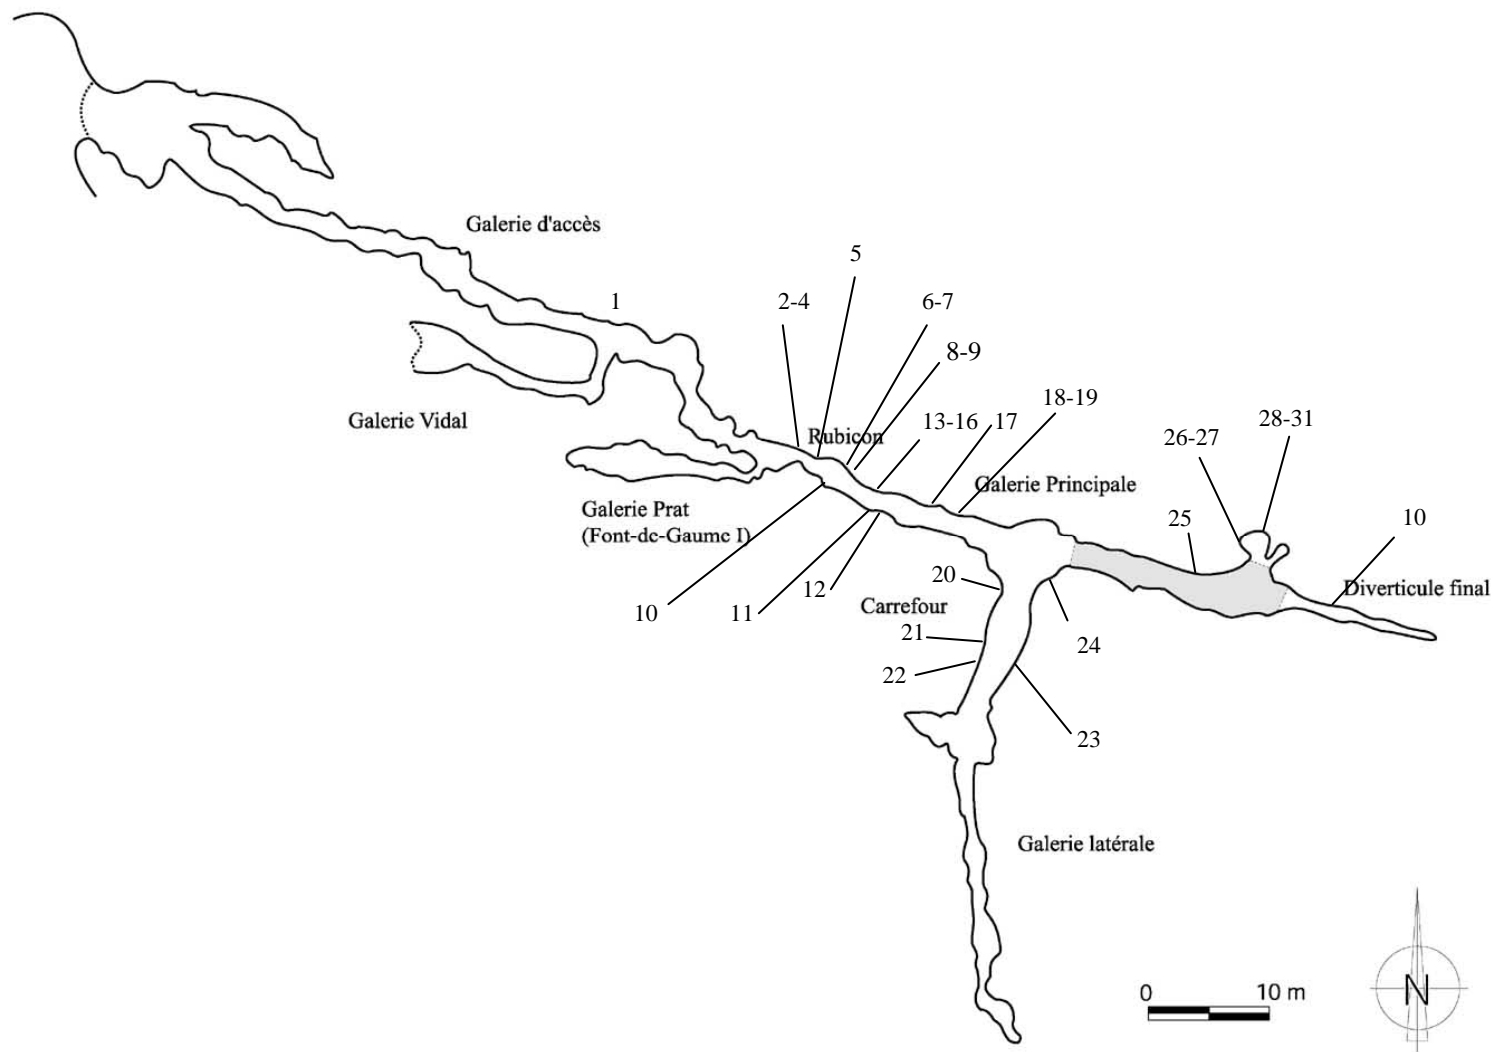 Galerie d'accès
5
1
2-4
6-7
8-9
18-19
Galerie Vidal
Rubicon
13-16
17
28-31
26-27
Galerie Principale
Galerie Prat
(Font-de-Gaume I)
25
10
20
12
Diverticule final
10
11
Carrefour
21
24
22
23
Galerie latérale
0
10 m
N